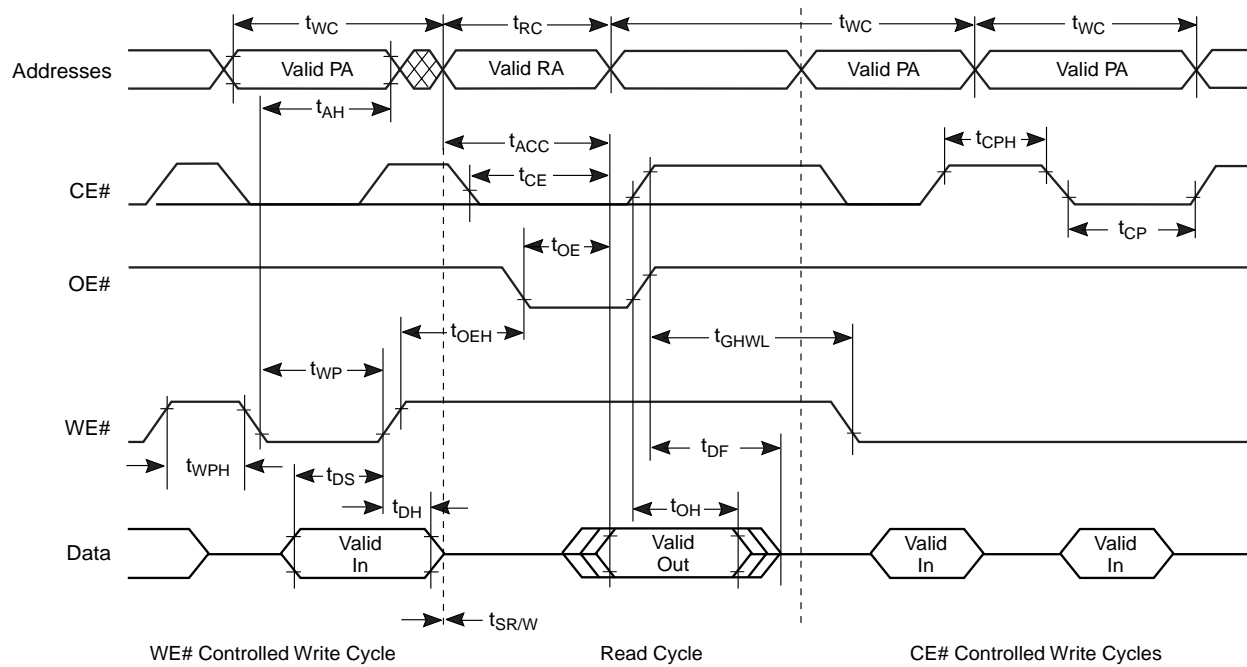 tWC tRC tWC tWC
Addresses Valid PA Valid RA Valid PA Valid PA
tAH
tACC tCPH
CE# tCE
tCP
tOE
OE#
tOEH tGHWL
tWP
WE#
tWPH tDS tDF
tDH tOH
Data Valid In Valid Out Valid In Valid In
tSR/W
WE# Controlled Write Cycle Read Cycle CE# Controlled Write Cycles